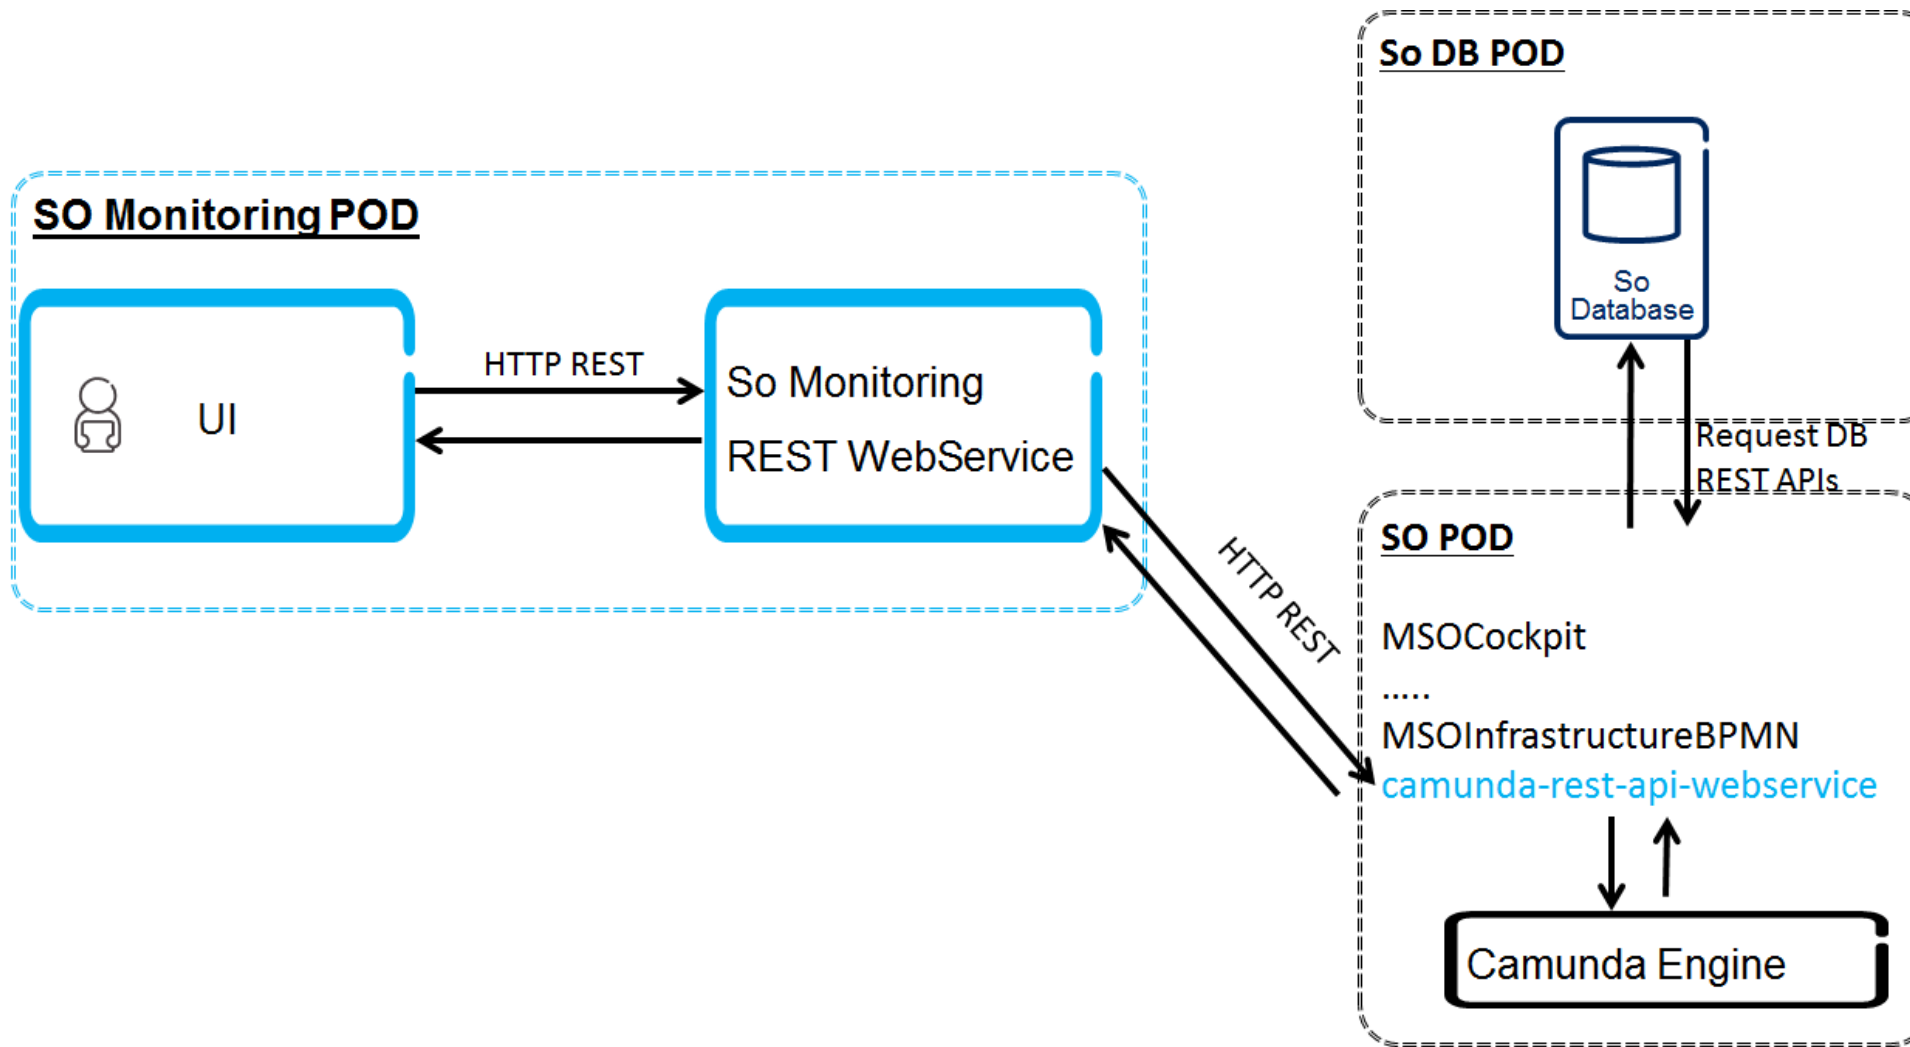 So DB POD
So
Database
SO Monitoring POD
UI
HTTP REST
So Monitoring
REST WebService
HTTP REST
Request DB
REST APIs
SO POD
MSOCockpit
.....
MSOInfrastructureBPMN
camunda-rest-api-webservice
Camunda Engine